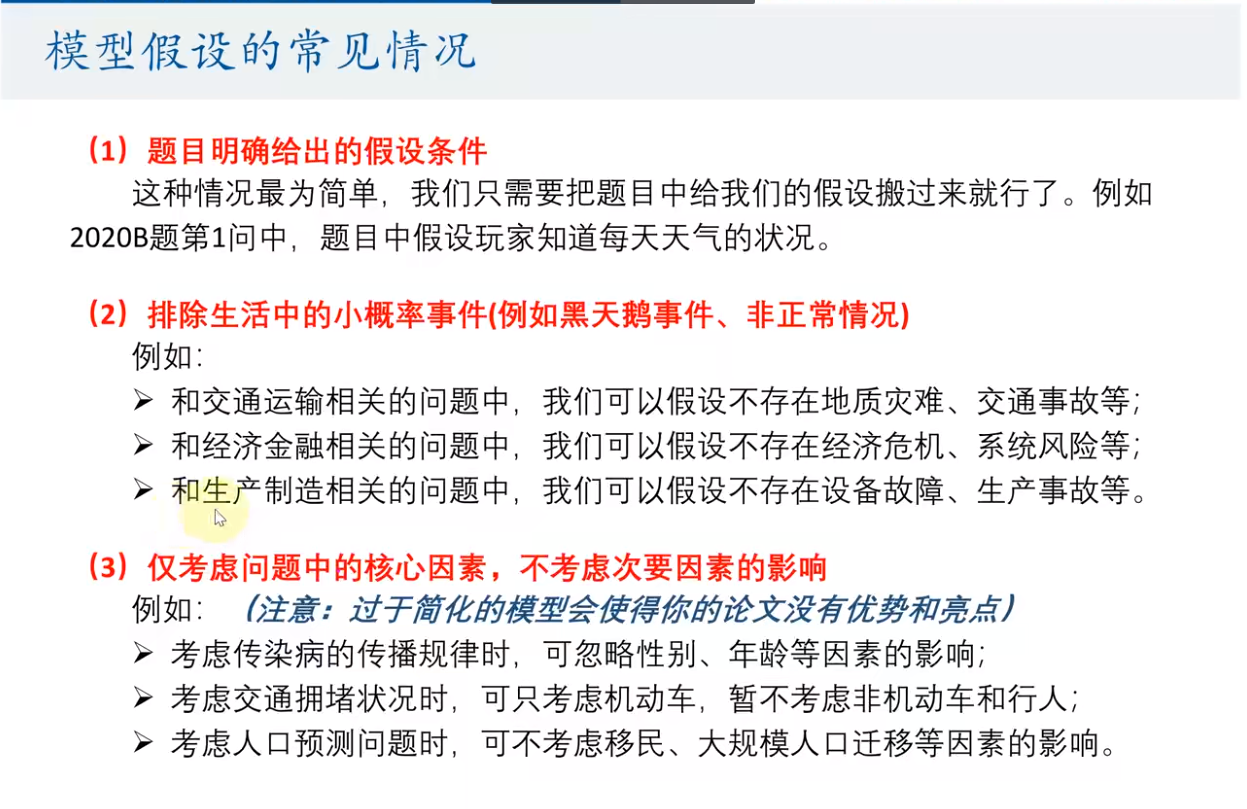 模型假设的常见情况
（1）题目明确给出的假设条件
这种情况最为简单，我们只需要把题目中给我们的假设搬过来就行了。例如
2020B题第1问中，题目中假设玩家知道每天天气的状况。
（2）排除生活中的小概率事件(例如黑天鹅事件、非正常情况)
例如：
➢ 和交通运输相关的问题中，我们可以假设不存在地质灾难、交通事故等；
➢ 和经济金融相关的问题中，我们可以假设不存在经济危机、系统风险等；
➢ 和生产制造相关的问题中，我们可以假设不存在设备故障、生产事故等。
（3）仅考虑问题中的核心因素，不考虑次要因素的影响
例如：（注意：过于简化的模型会使得你的论文没有优势和亮点）
➢ 考虑传染病的传播规律时，可忽略性别、年龄等因素的影响；
➢ 考虑交通拥堵状况时，可只考虑机动车，暂不考虑非机动车和行人；
➢ 考虑人口预测问题时，可不考虑移民、大规模人口迁移等因素的影响。